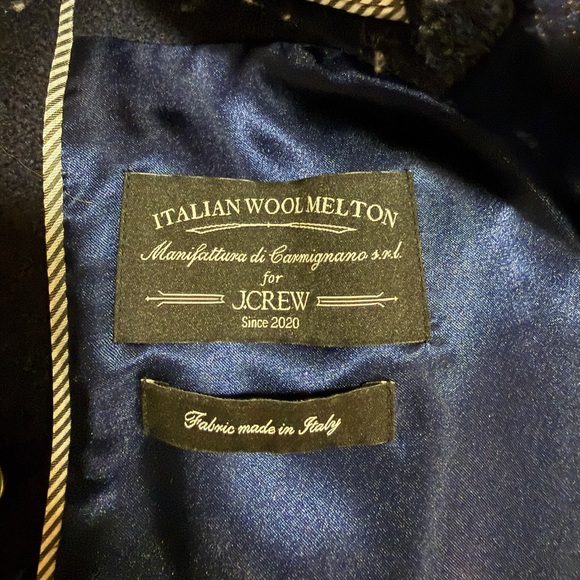 ITALIAN WOOL MELTON
Manifattura di Carmignano s.r.l.
for
J.CREW
Since 2020
Fabric made in Italy